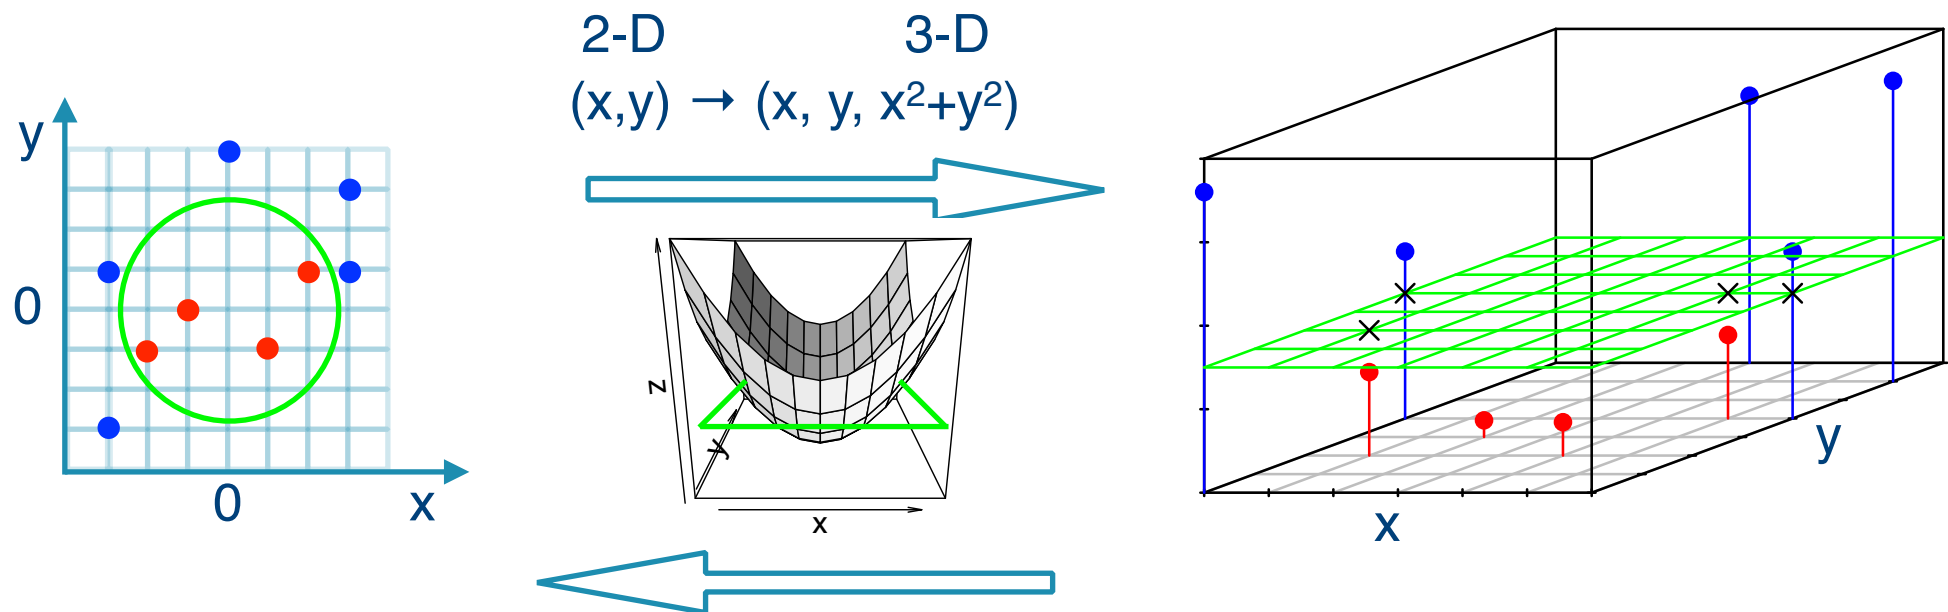 2-D 3-D
(x,y) → (x, y, x²+y²)
y
0
0
x
z
y
x
y
x